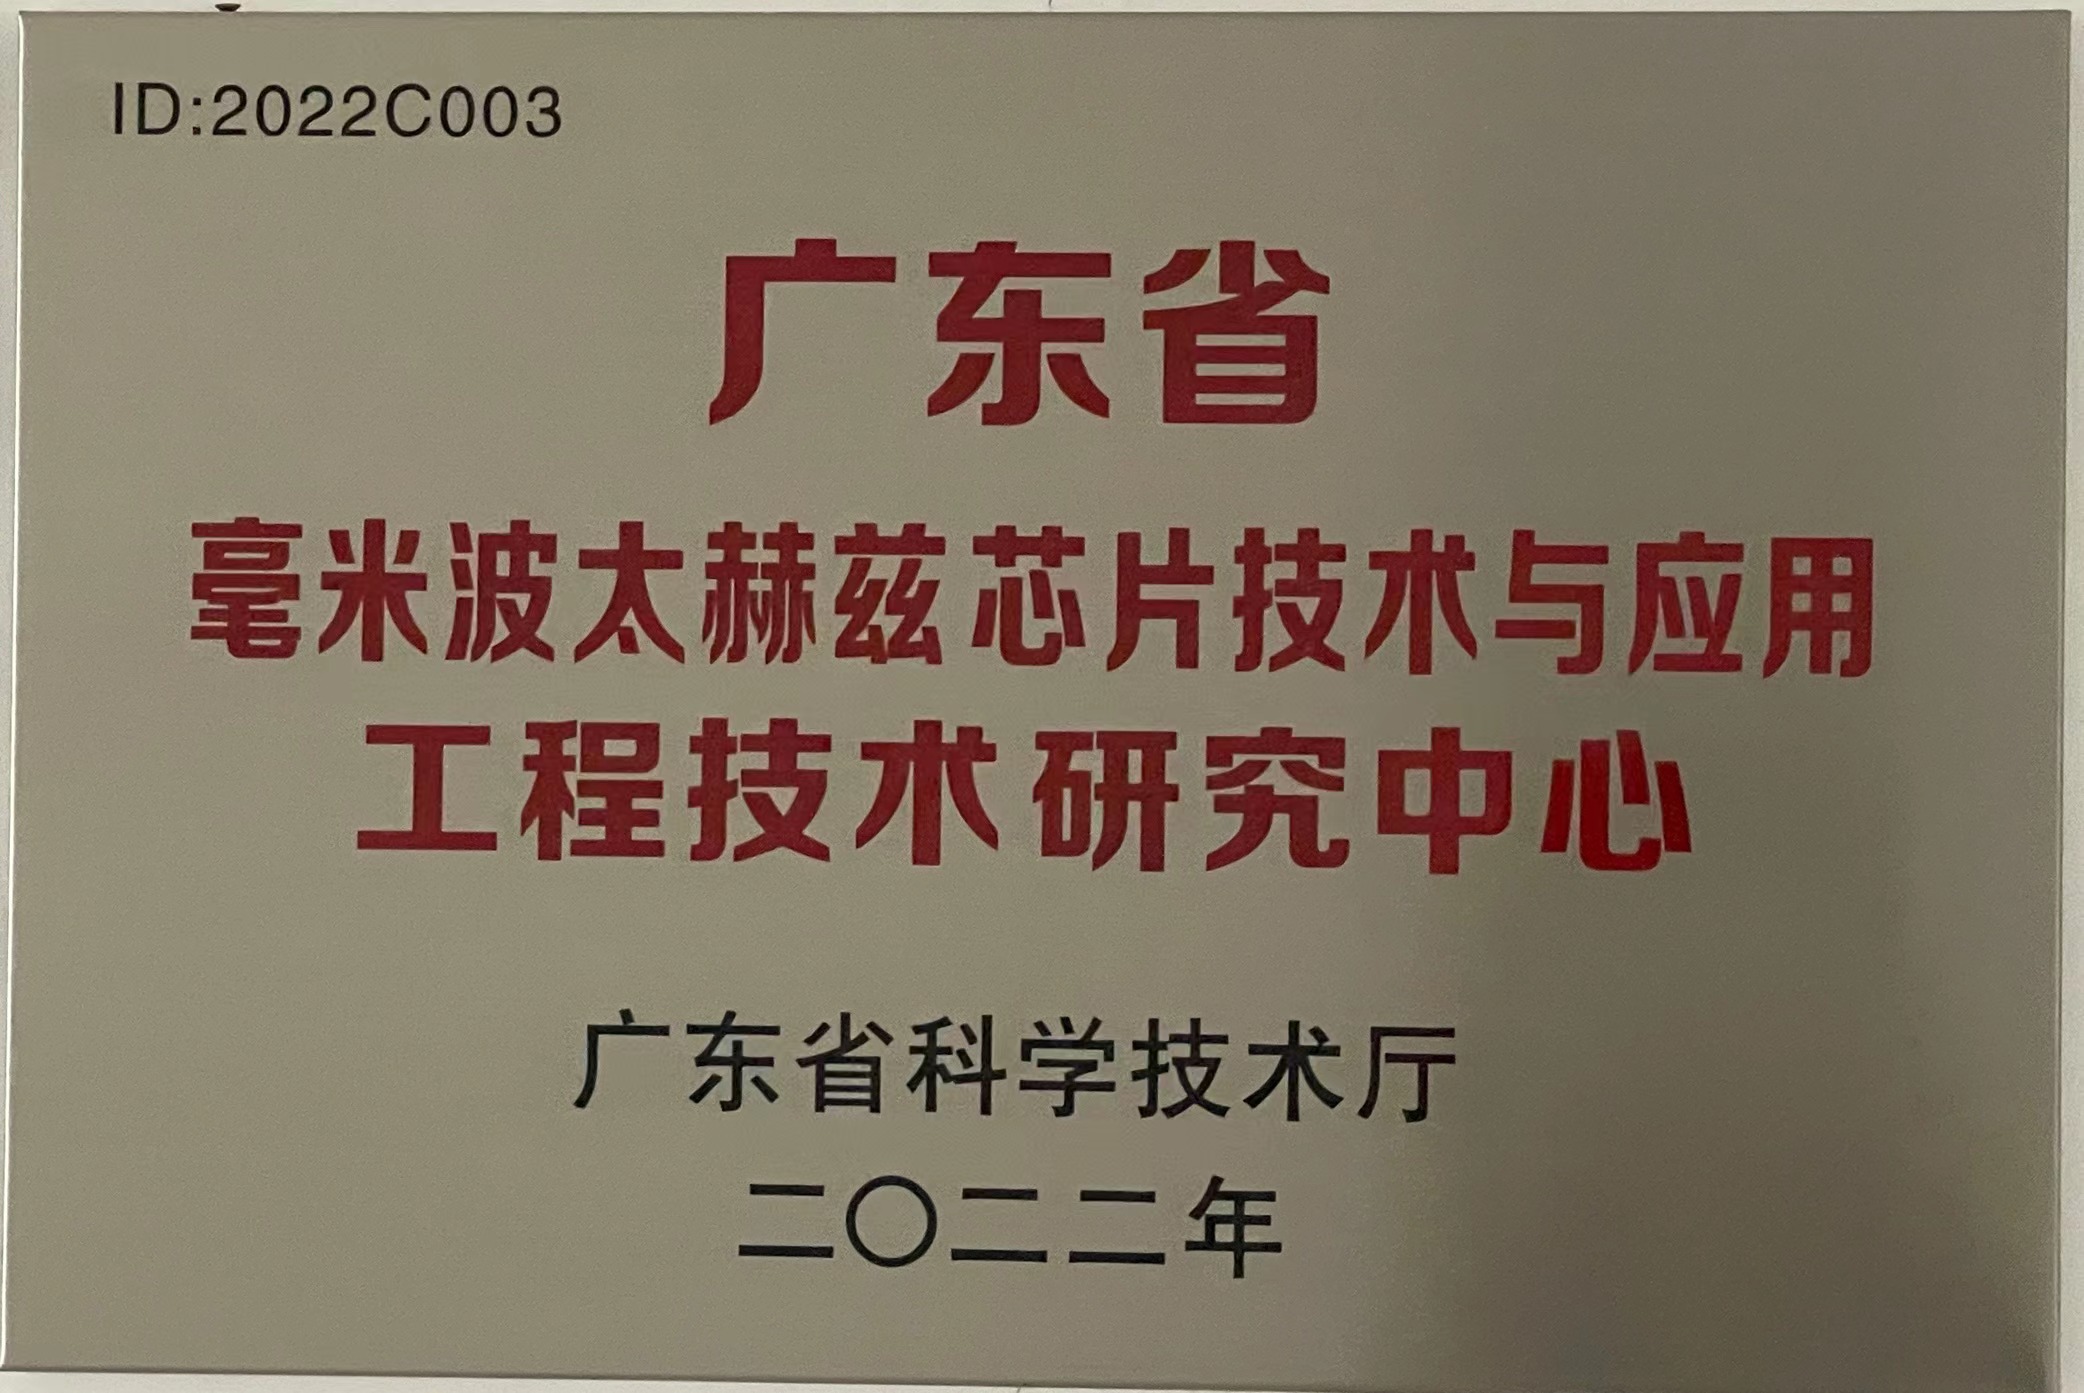 ID:2022C003
广东省
毫米波太赫兹芯片技术与应用
工程技术研究中心
广东省科学技术厅
二〇二二年